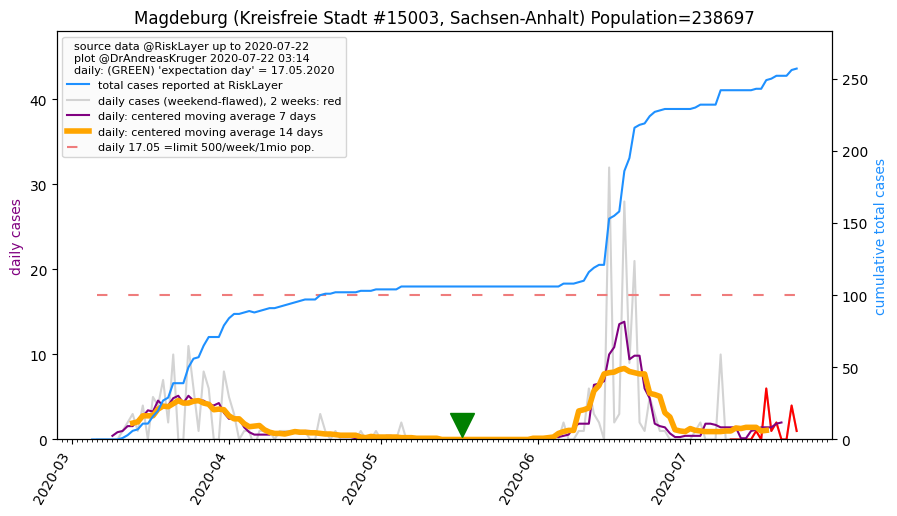 Magdeburg (Kreisfreie Stadt #15003, Sachsen-Anhalt) Population=238697
source data @RiskLayer up to 2020-07-22
plot @DrAndreasKruger 2020-07-22 03:14
daily: (GREEN) 'expectation day' = 17.05.2020
total cases reported at RiskLayer
daily cases (weekend-flawed), 2 weeks: red
daily: centered moving average 7 days
daily: centered moving average 14 days
daily 17.05 =limit 500/week/1mio pop.
daily cases
40
30
20
10
0
cumulative total cases
250
200
150
100
50
0
2020-03
2020-04
2020-05
2020-06
2020-07